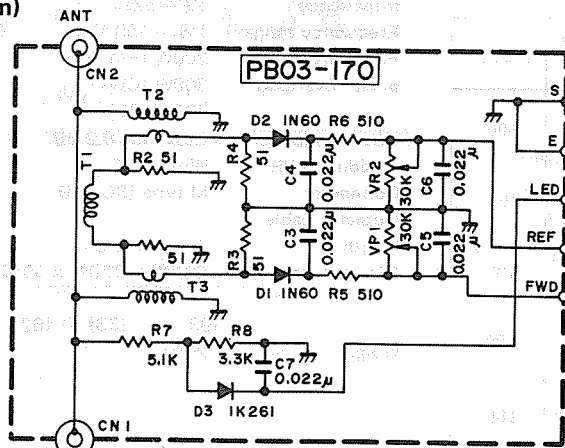 n)
ANT
CN2
PB03-170
T2
S
D2 1N60 R6 510
E
T1
R2 51
R4
51
C4
0.022μ
VR2
30K
C6
0.022
μ
LED
51
R3
51
C3
0.022μ
VP1
30K
C5
0.022
μ
REF
FWD
T3
D1 1N60 R5 510
R7
5.1K
R8
3.3K
C7
0.022μ
D3 1K261
CN1